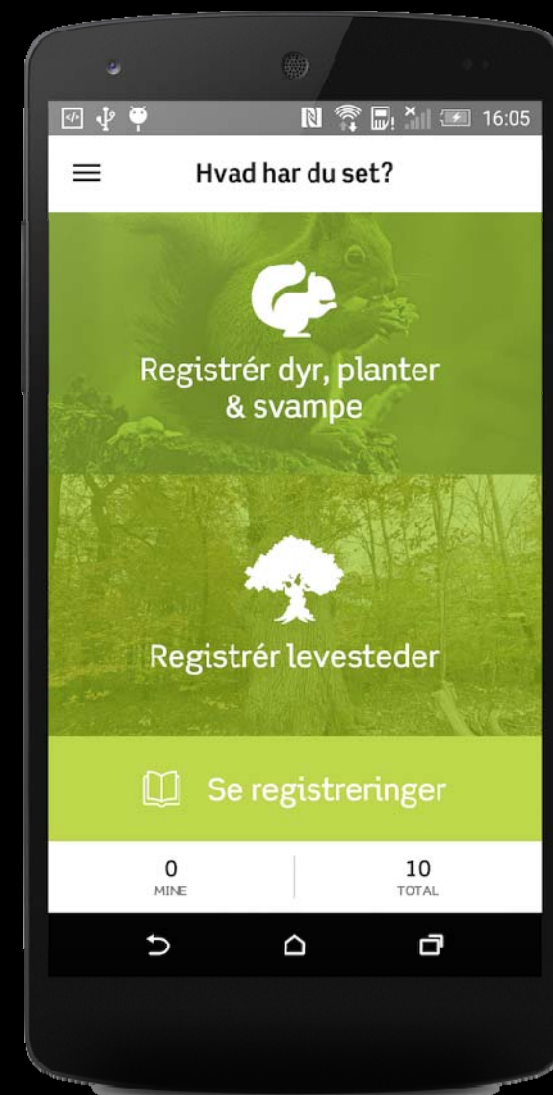 16:05
Hvad har du set?
Registrér dyr, planter
& svampe
Registrér levesteder
Se registreringer
0
MINE
10
TOTAL